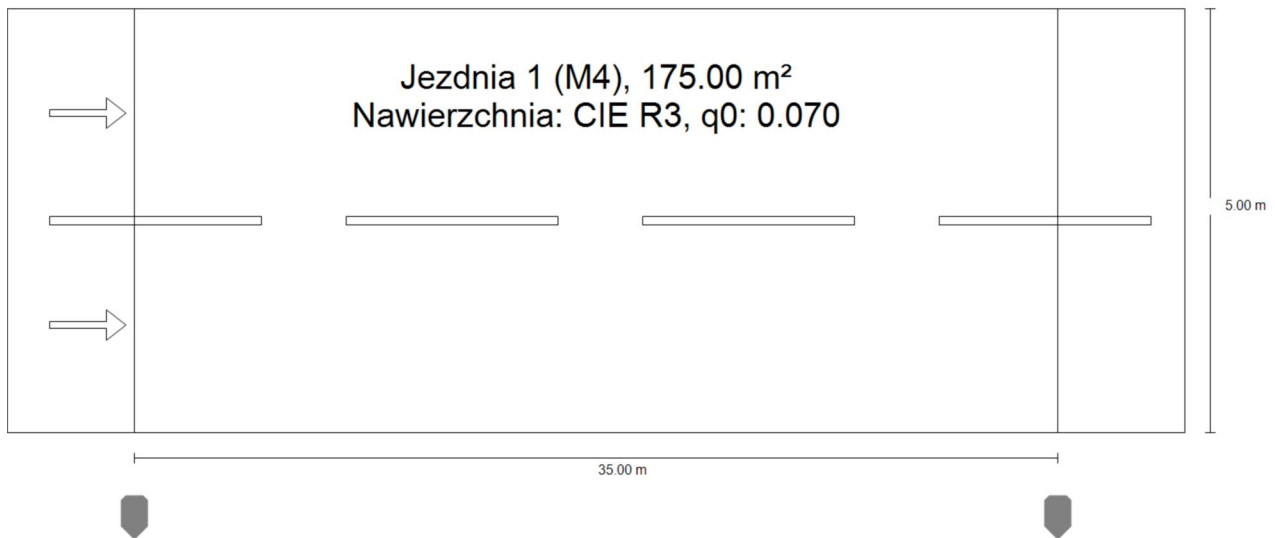 Jezdnia 1 (M4), 175.00 m²
Nawierzchnia: CIE R3, q0: 0.070
5.00 m
35.00 m